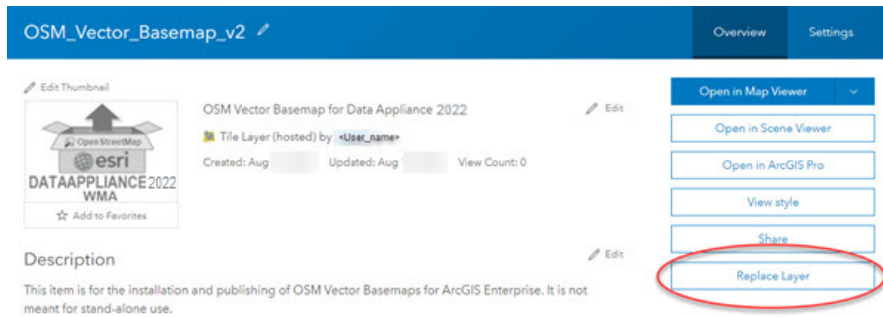 OSM_Vector_Basemap_v2
Overview
Settings
Edit Thumbnail
OpenStreetMap
esri
DATAAPPLIANCE 2022
WMA
Add to Favorites
OSM Vector Basemap for Data Appliance 2022
Edit
Tile Layer (hosted) by <User_name>
Created: Aug Updated: Aug View Count: 0
Open in Map Viewer
Open in Scene Viewer
Open in ArcGIS Pro
View style
Share
Replace Layer
Description
Edit
This item is for the installation and publishing of OSM Vector Basemaps for ArcGIS Enterprise. It is not
meant for stand-alone use.